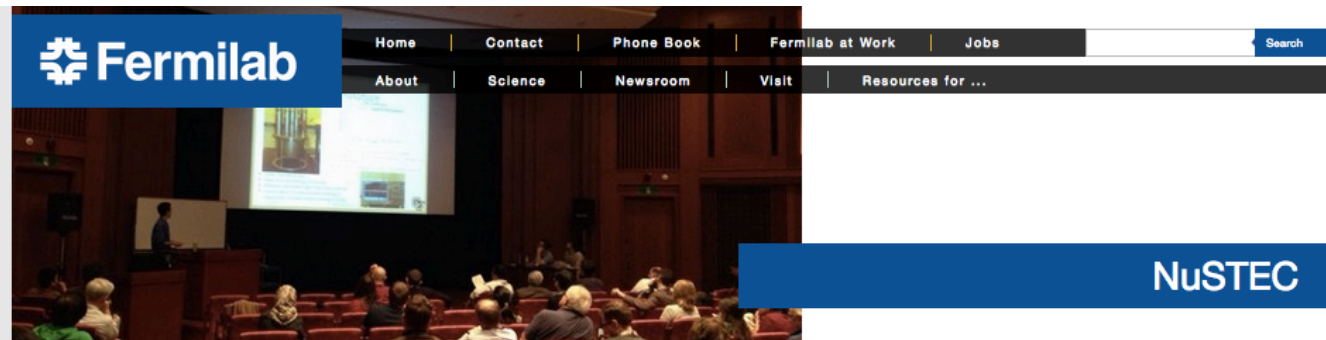 Fermilab
Home Contact Phone Book Fermilab at Work Jobs Search
About Science Newsroom Visit Resources for ...
NuSTEC